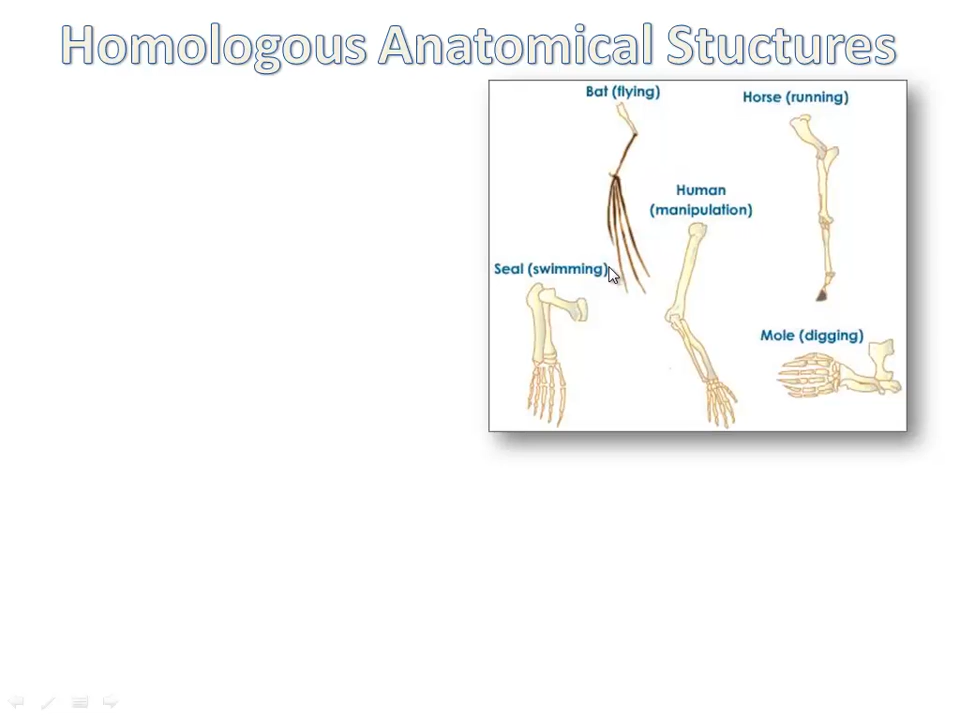 Homologous Anatomical Stuctures
Bat (flying)
Horse (running)
Human
(manipulation)
Seal (swimming)
Mole (digging)